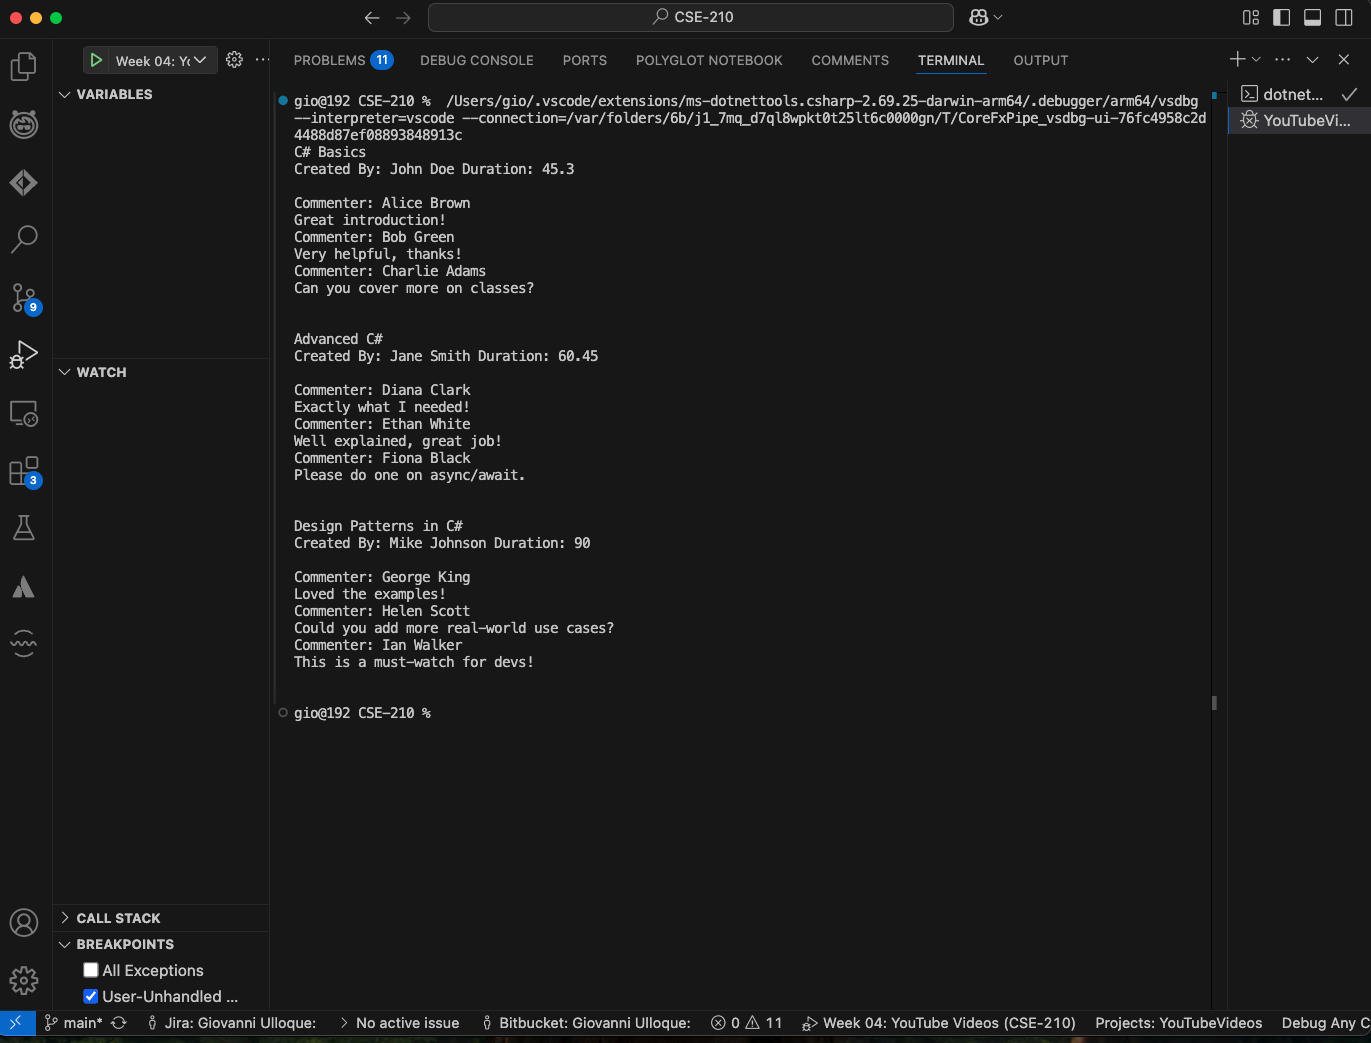 CSE-210
Week 04: Yo
PROBLEMS 11 DEBUG CONSOLE PORTS POLYGLOT NOTEBOOK COMMENTS TERMINAL OUTPUT
VARIABLES
gio@192 CSE-210 % /Users/gio/.vscode/extensions/ms-dotnettools.csharp-2.69.25-darwin-arm64/.debugger/arm64/vsdbg
--interpreter=vscode --connection=/var/folders/6b/j1_7mq_d7ql8wpkt0t25lt6c0000gn/T/CoreFxPipe_vsdbg-ui-76fc4958c2d
4488d87ef08893848913c
C# Basics
Created By: John Doe Duration: 45.3
Commenter: Alice Brown
Great introduction!
Commenter: Bob Green
Very helpful, thanks!
Commenter: Charlie Adams
Can you cover more on classes?
Advanced C#
Created By: Jane Smith Duration: 60.45
Commenter: Diana Clark
Exactly what I needed!
Commenter: Ethan White
Well explained, great job!
Commenter: Fiona Black
Please do one on async/await.
Design Patterns in C#
Created By: Mike Johnson Duration: 90
Commenter: George King
Loved the examples!
Commenter: Helen Scott
Could you add more real-world use cases?
Commenter: Ian Walker
This is a must-watch for devs!
gio@192 CSE-210 %
dotnet...
YouTubeVi...
9
WATCH
3
CALL STACK
BREAKPOINTS
All Exceptions
User-Unhandled ...
main* Jira: Giovanni Ulloque: No active issue Bitbucket: Giovanni Ulloque: 0 11 Week 04: YouTube Videos (CSE-210) Projects: YouTubeVideos Debug Any C